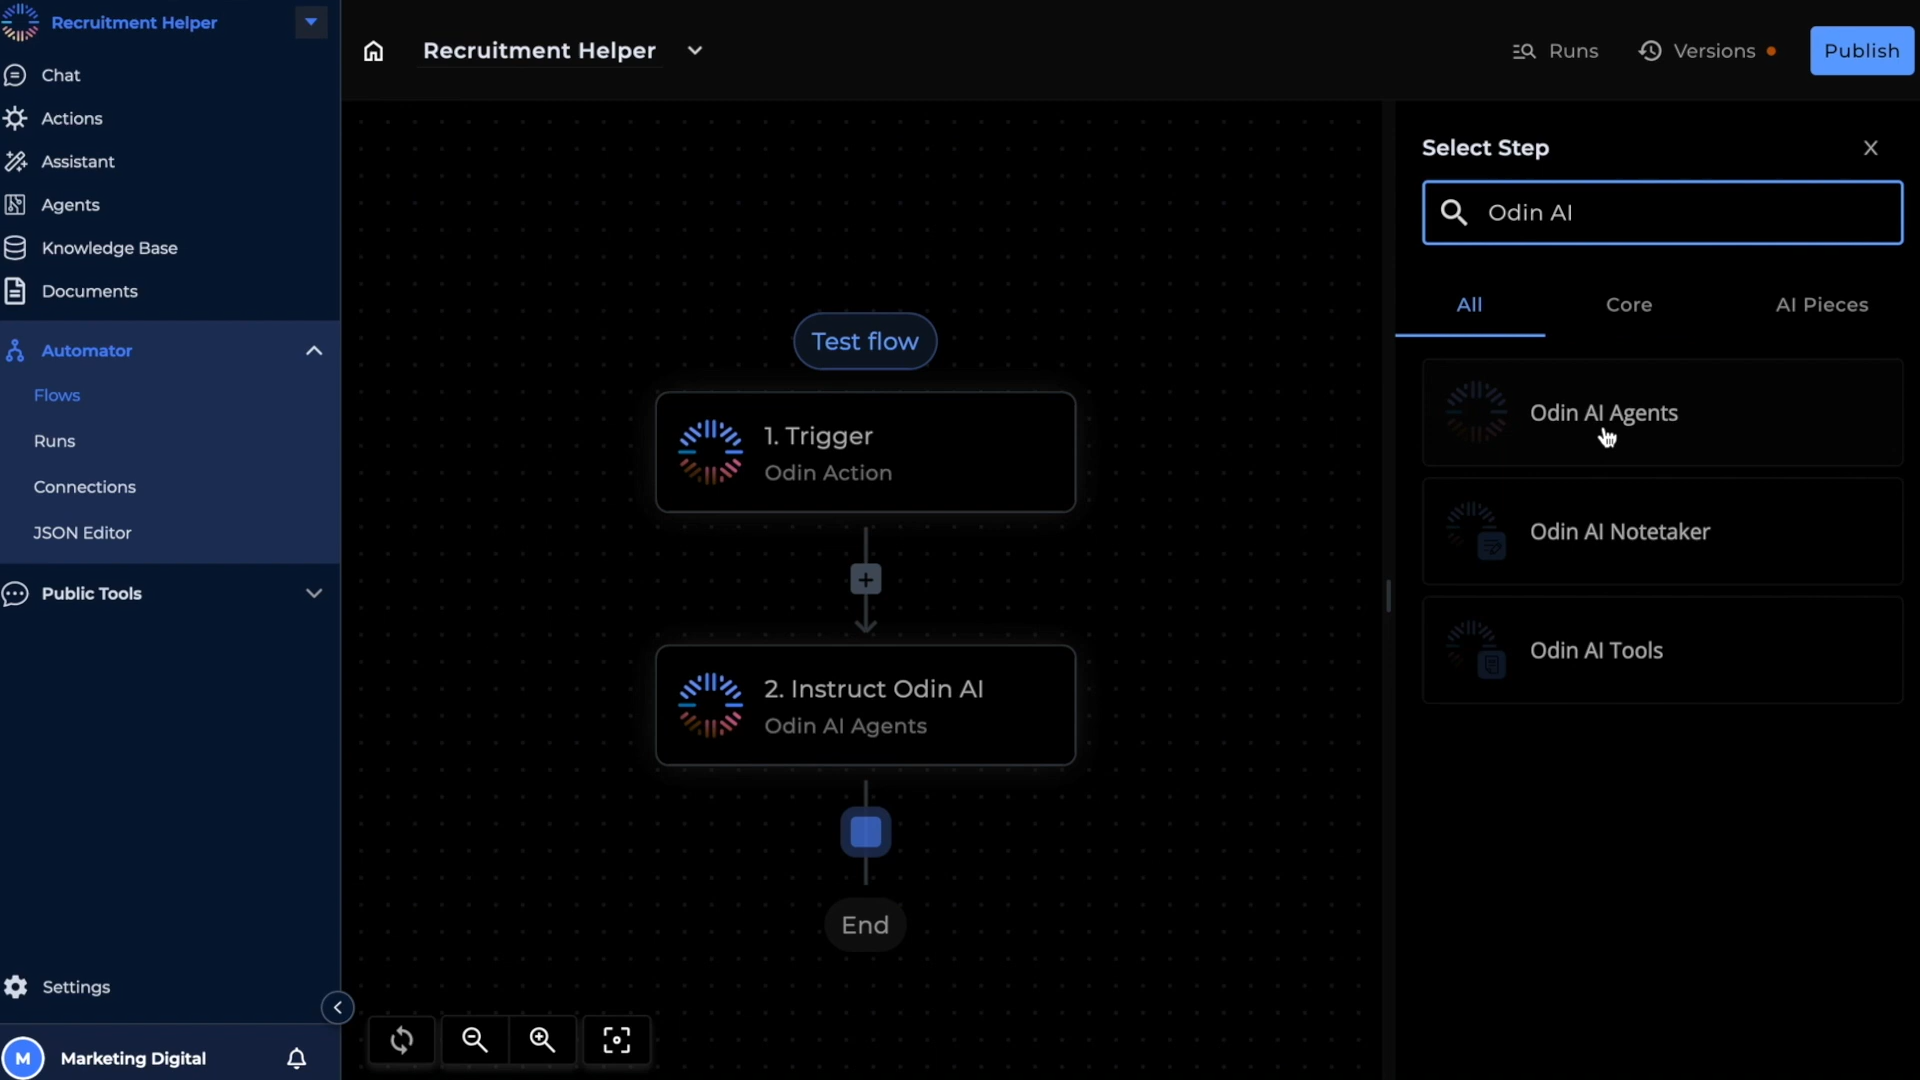 Recruitment Helper
Chat
Actions
Assistant
Agents
Knowledge Base
Documents
Automator
Flows
Runs
Connections
JSON Editor
Public Tools
Settings
M
Marketing Digital
Recruitment Helper
Runs
Versions
Publish
Test flow
1. Trigger
Odin Action
2. Instruct Odin AI
Odin AI Agents
End
Select Step
X
Odin AI
All
Core
AI Pieces
Odin AI Agents
Odin AI Notetaker
Odin AI Tools